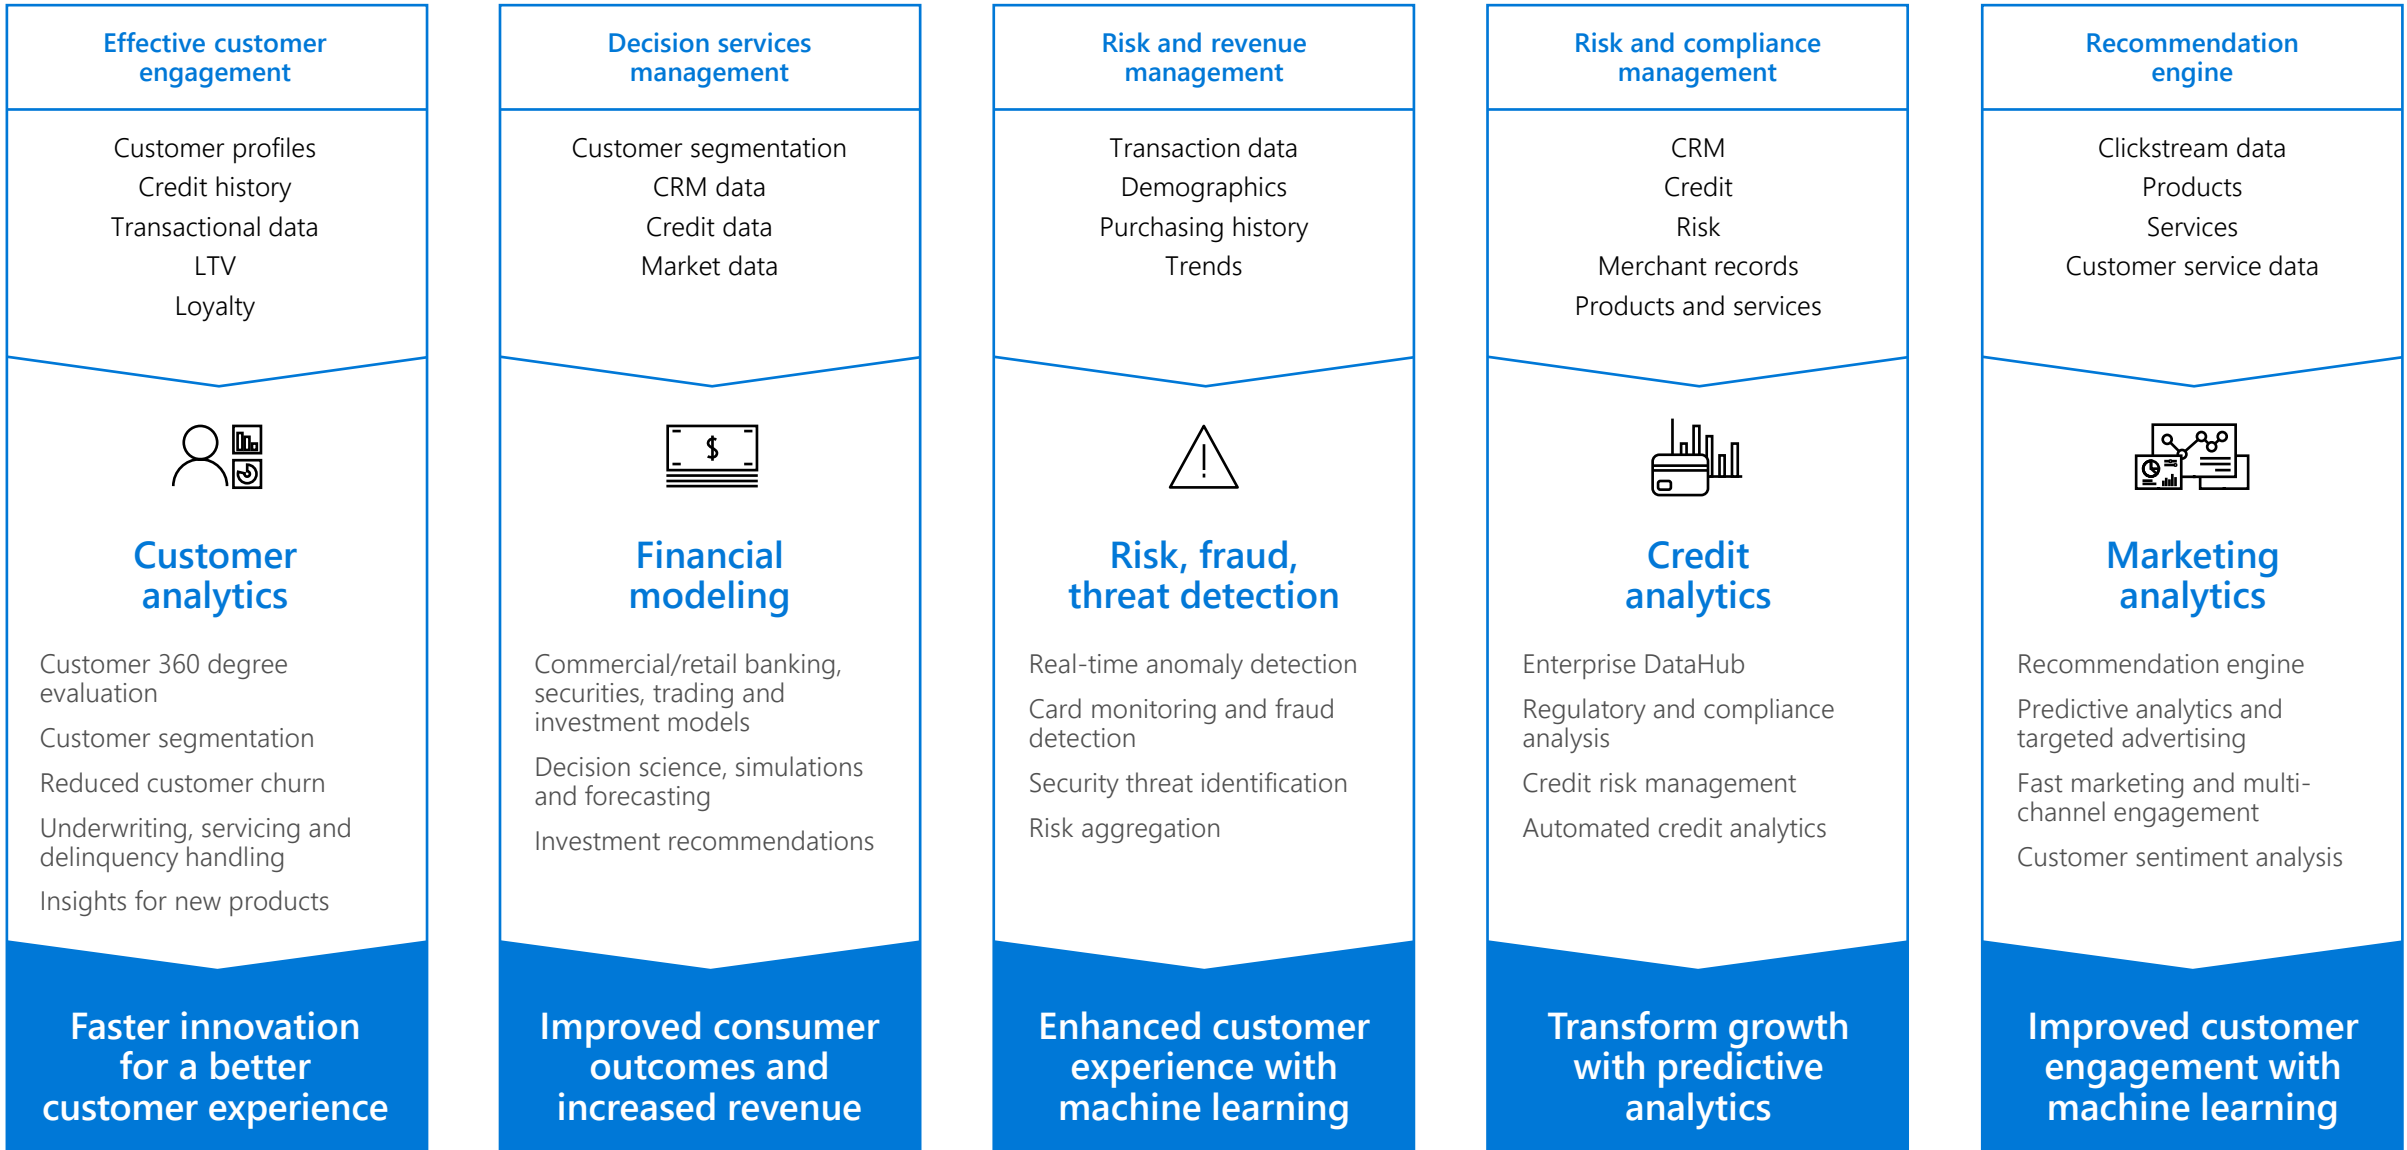 Effective customer
engagement
Customer profiles
Credit history
Transactional data
LTV
Loyalty
Customer
analytics
Customer 360 degree
evaluation
Customer segmentation
Reduced customer churn
Underwriting, servicing and
delinquency handling
Insights for new products
Faster innovation
for a better
customer experience
Decision services
management
Customer segmentation
CRM data
Credit data
Market data
$
Financial
modeling
Commercial/retail banking,
securities, trading and
investment models
Decision science, simulations
and forecasting
Investment recommendations
Improved consumer
outcomes and
increased revenue
Risk and revenue
management
Transaction data
Demographics
Purchasing history
Trends
!
Risk, fraud,
threat detection
Real-time anomaly detection
Card monitoring and fraud
detection
Security threat identification
Risk aggregation
Enhanced customer
experience with
machine learning
Risk and compliance
management
CRM
Credit
Risk
Merchant records
Products and services
Credit
analytics
Enterprise DataHub
Regulatory and compliance
analysis
Credit risk management
Automated credit analytics
Transform growth
with predictive
analytics
Recommendation
engine
Clickstream data
Products
Services
Customer service data
Marketing
analytics
Recommendation engine
Predictive analytics and
targeted advertising
Fast marketing and multi-
channel engagement
Customer sentiment analysis
Improved customer
engagement with
machine learning